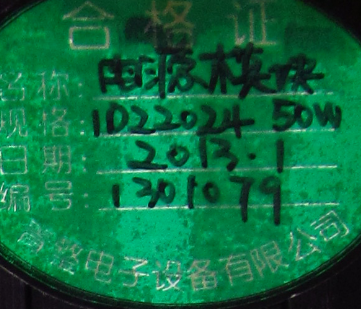 合格证
名称: 电源模块
规格: 1D22024 50W
日期: 2013.1
编号: 1301079
电子设备有限公司